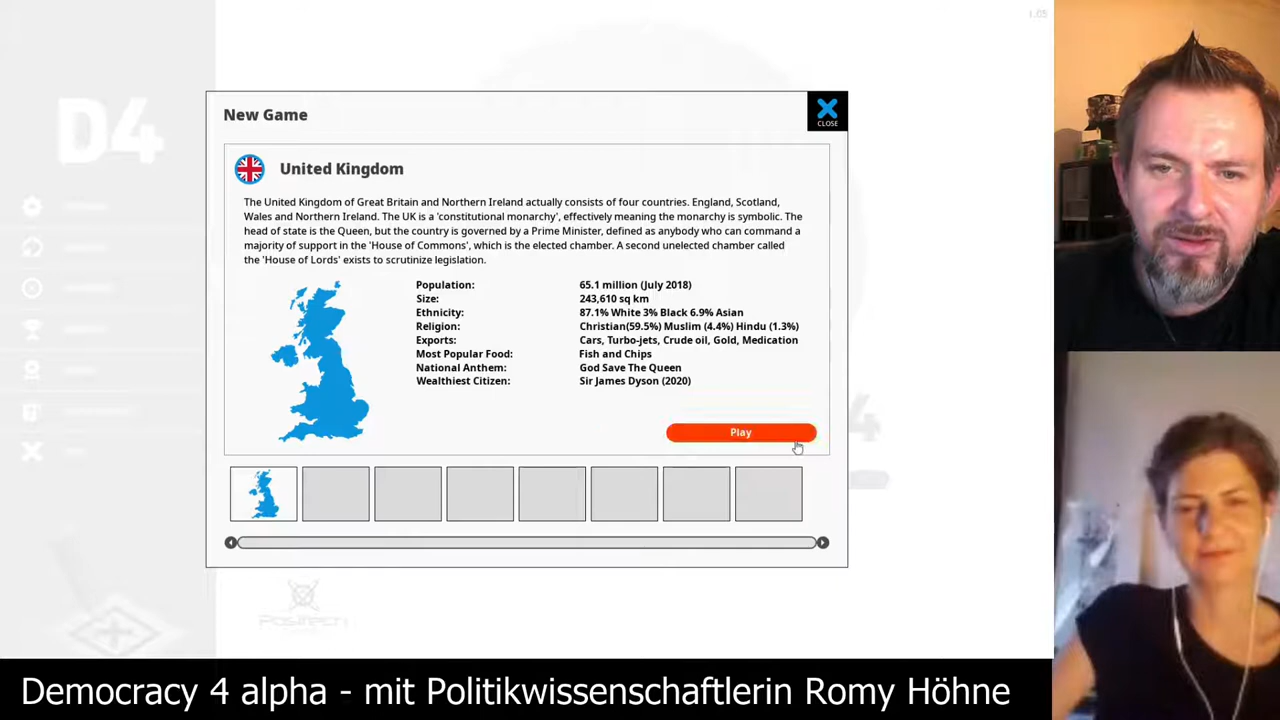 1.05
D4
New Game
CLOSE
United Kingdom
The United Kingdom of Great Britain and Northern Ireland actually consists of four countries. England, Scotland,
Wales and Northern Ireland. The UK is a 'constitutional monarchy', effectively meaning the monarchy is symbolic. The
head of state is the Queen, but the country is governed by a Prime Minister, defined as anybody who can command a
majority of support in the 'House of Commons', which is the elected chamber. A second unelected chamber called
the 'House of Lords' exists to scrutinize legislation.
Population: 65.1 million (July 2018)
Size: 243,610 sq km
Ethnicity: 87.1% White 3% Black 6.9% Asian
Religion: Christian(59.5%) Muslim (4.4%) Hindu (1.3%)
Exports: Cars, Turbo-jets, Crude oil, Gold, Medication
Most Popular Food: Fish and Chips
National Anthem: God Save The Queen
Wealthiest Citizen: Sir James Dyson (2020)
4
Play
Positech
Democracy 4 alpha - mit Politikwissenschaftlerin Romy Höhne